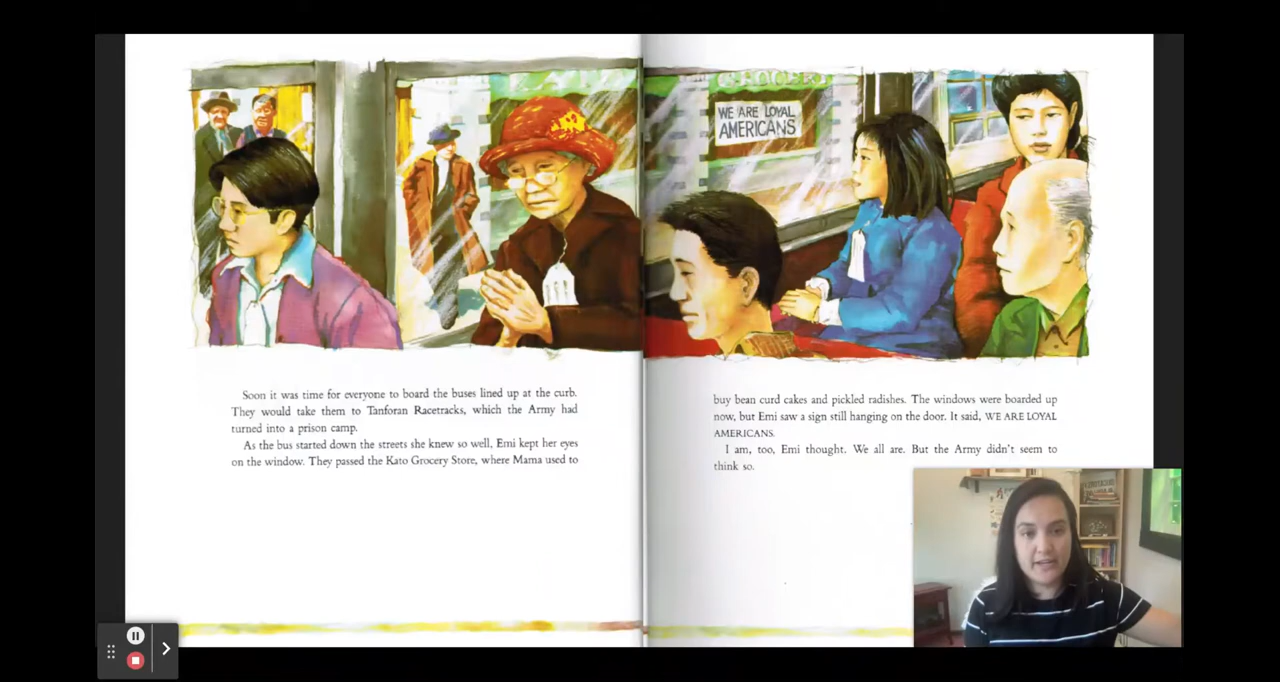 GROCERY
WE ARE LOYAL
AMERICANS
Soon it was time for everyone to board the buses lined up at the curb.
They would take them to Tanforan Racetracks, which the Army had
turned into a prison camp.
As the bus started down the streets she knew so well, Emi kept her eyes
on the window. They passed the Kato Grocery Store, where Mama used to
buy bean curd cakes and pickled radishes. The windows were boarded up
now, but Emi saw a sign still hanging on the door. It said, WE ARE LOYAL
AMERICANS.
I am, too, Emi thought. We all are. But the Army didn't seem to
think so.